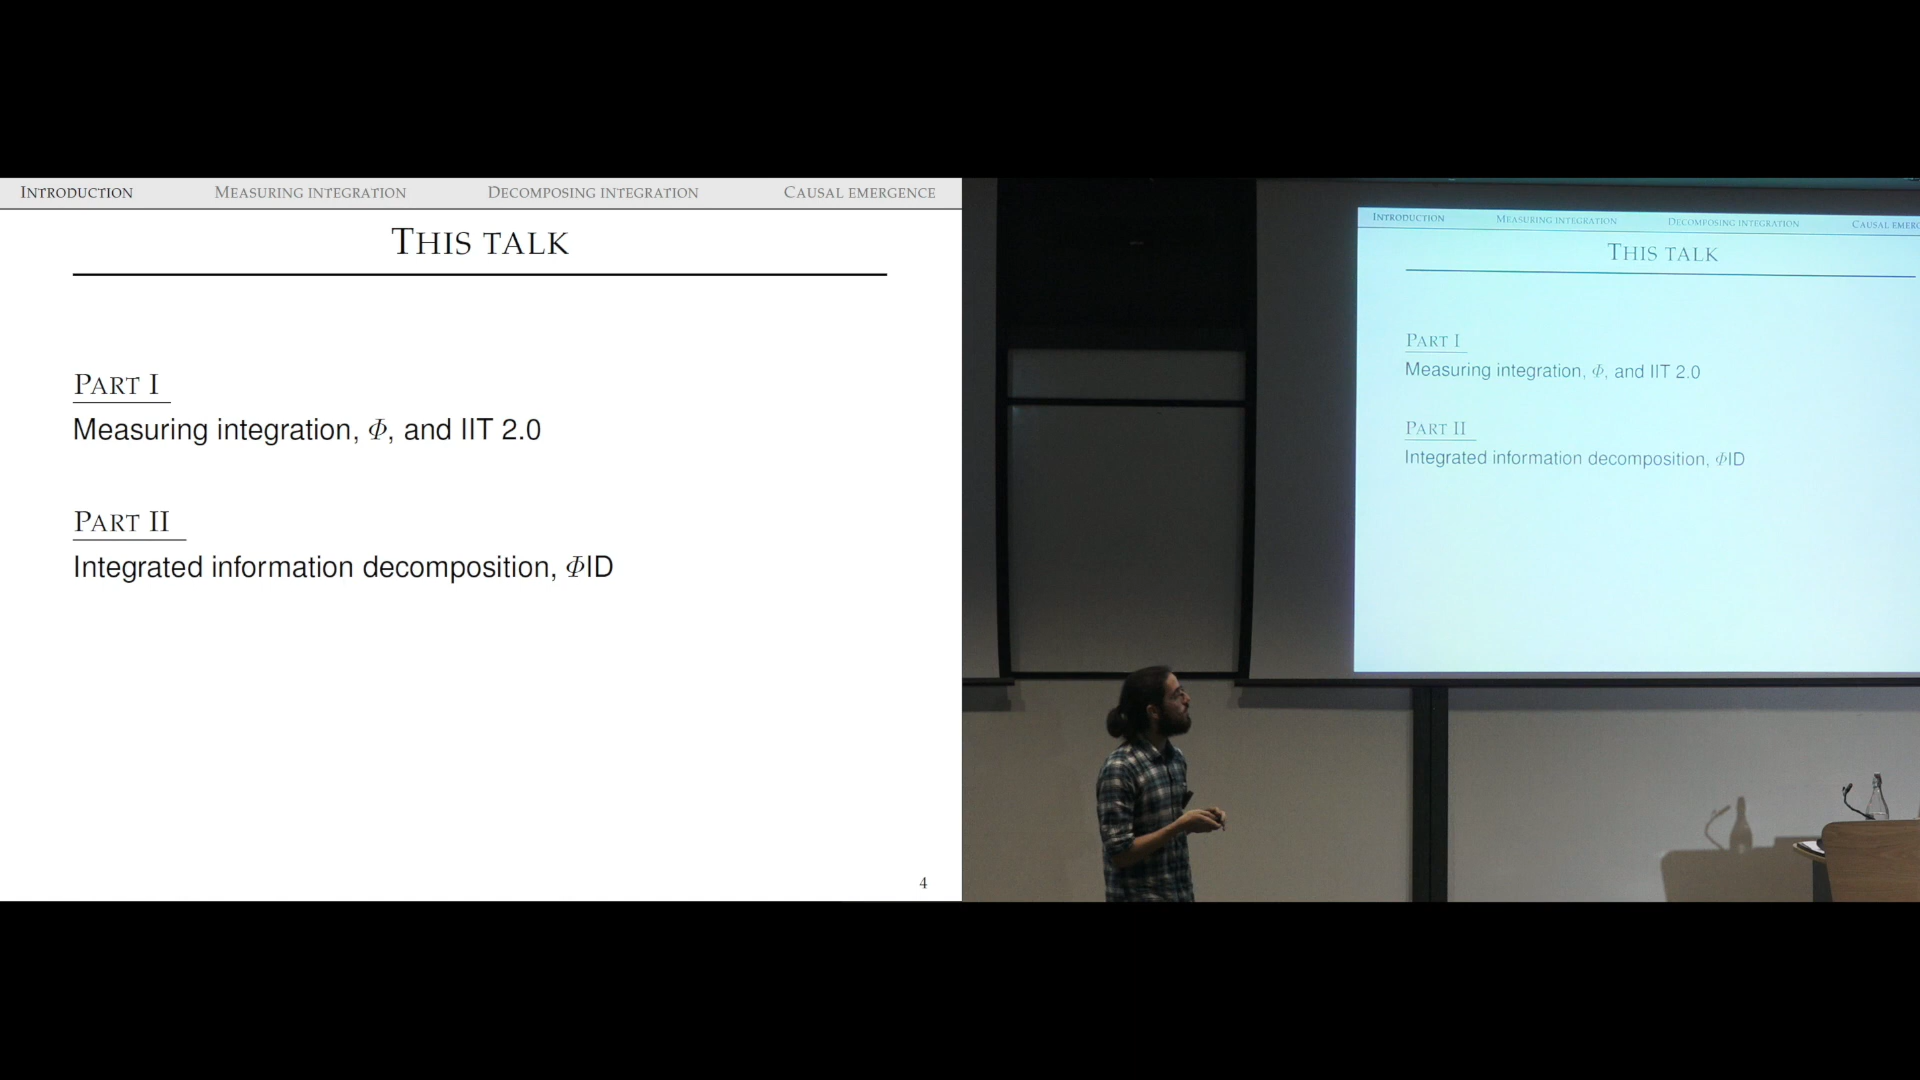 INTRODUCTION MEASURING INTEGRATION DECOMPOSING INTEGRATION CAUSAL EMERGENCE
THIS TALK
PART I
Measuring integration, Φ, and IIT 2.0
PART II
Integrated information decomposition, ΦID
4
INTRODUCTION MEASURING INTEGRATION DECOMPOSING INTEGRATION CAUSAL EMERG
THIS TALK
PART I
Measuring integration, Φ, and IIT 2.0
PART II
Integrated information decomposition, ΦID